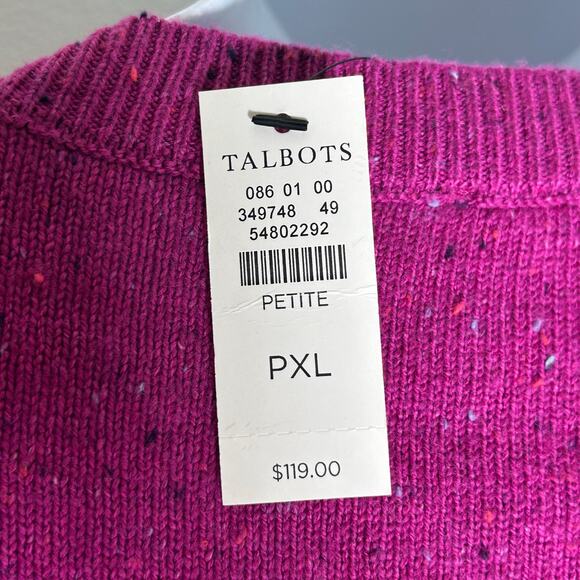 TALBOTS
086 01 00
349748 49
54802292
PETITE
PXL
$119.00